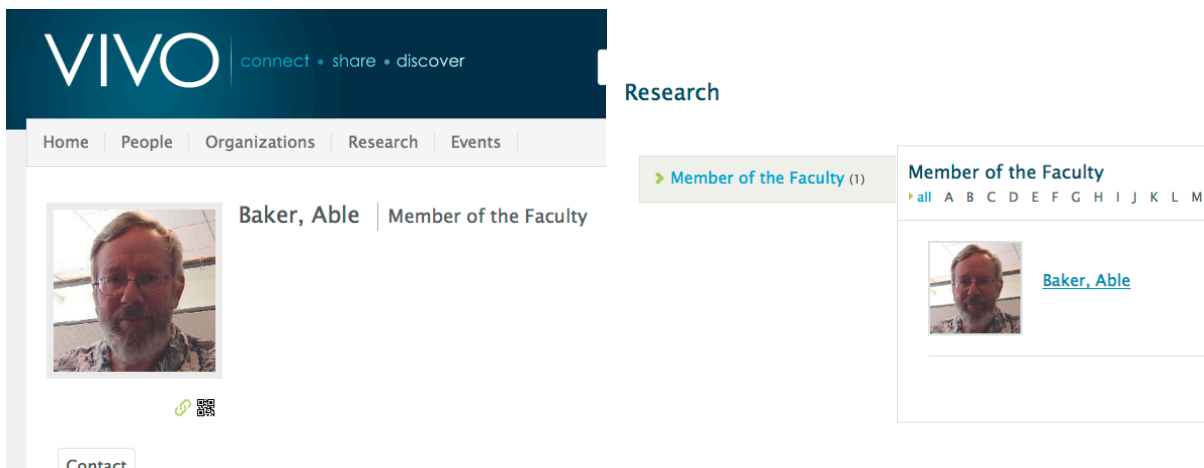 VIVO connect • share • discover
Home People Organizations Research Events
Baker, Able Member of the Faculty
Contact
Research
Member of the Faculty (1)
Member of the Faculty
all A B C D E F G H I J K L M
Baker, Able